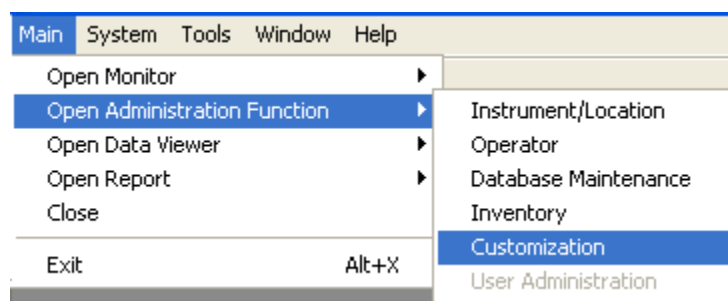 Main System Tools Window Help
Open Monitor
Open Administration Function
Open Data Viewer
Open Report
Close
Exit Alt+X
Instrument/Location
Operator
Database Maintenance
Inventory
Customization
User Administration